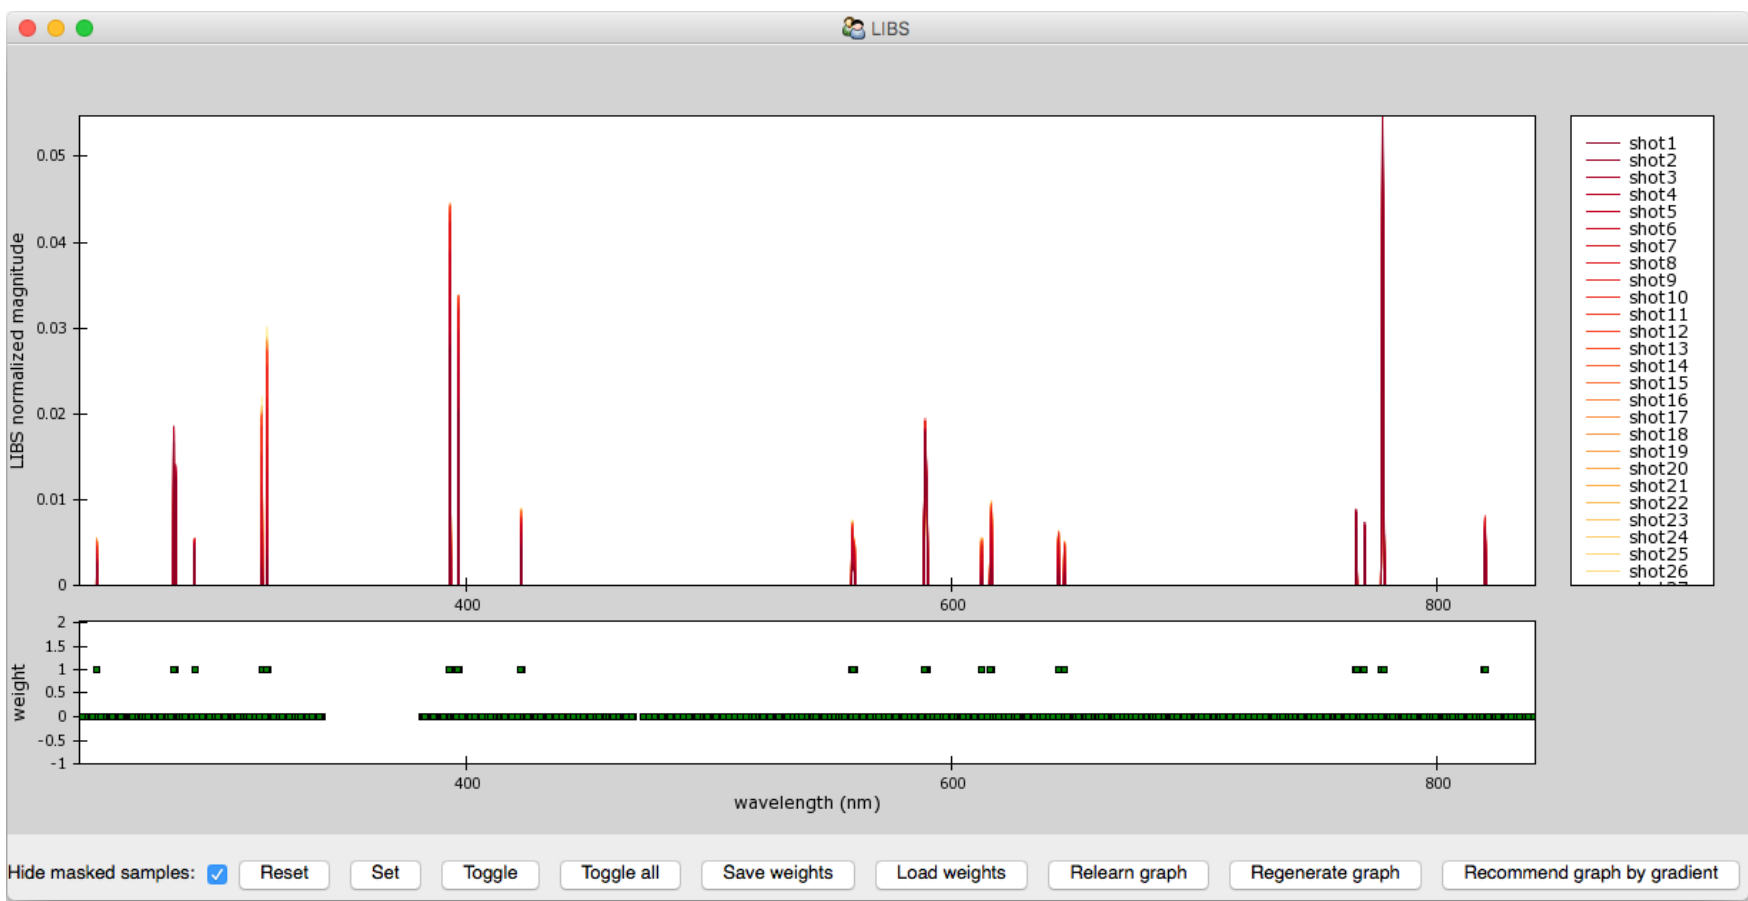 LIBS
LIBS normalized magnitude
0.05
0.04
0.03
0.02
0.01
0
400 600 800
shot1
shot2
shot3
shot4
shot5
shot6
shot7
shot8
shot9
shot10
shot11
shot12
shot13
shot14
shot15
shot16
shot17
shot18
shot19
shot20
shot21
shot22
shot23
shot24
shot25
shot26
weight
2
1.5
1
0.5
0
-0.5
-1
400 600 800
wavelength (nm)
Hide masked samples: Reset Set Toggle Toggle all Save weights Load weights Relearn graph Regenerate graph Recommend graph by gradient